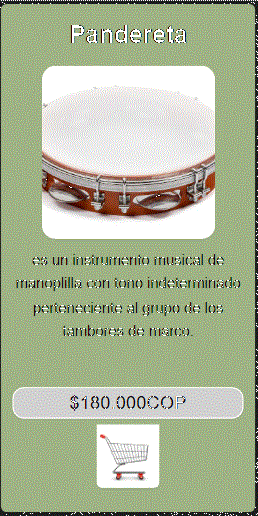 Pandereta
es un instrumento musical de
manoplilla con tono indeterminado
perteneciente al grupo de los
tambores de marco.
$180.000COP